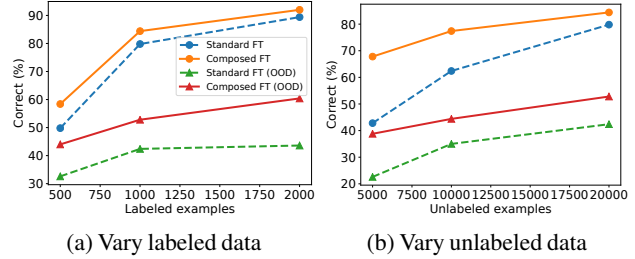 90
80
70
60
50
40
30
Correct (%)
Standard FT
Composed FT
Standard FT (OOD)
Composed FT (OOD)
500 750 1000 1250 1500 1750 2000
Labeled examples
(a) Vary labeled data
80
70
60
50
40
30
20
Correct (%)
5000 7500 10000 12500 15000 17500 20000
Unlabeled examples
(b) Vary unlabeled data